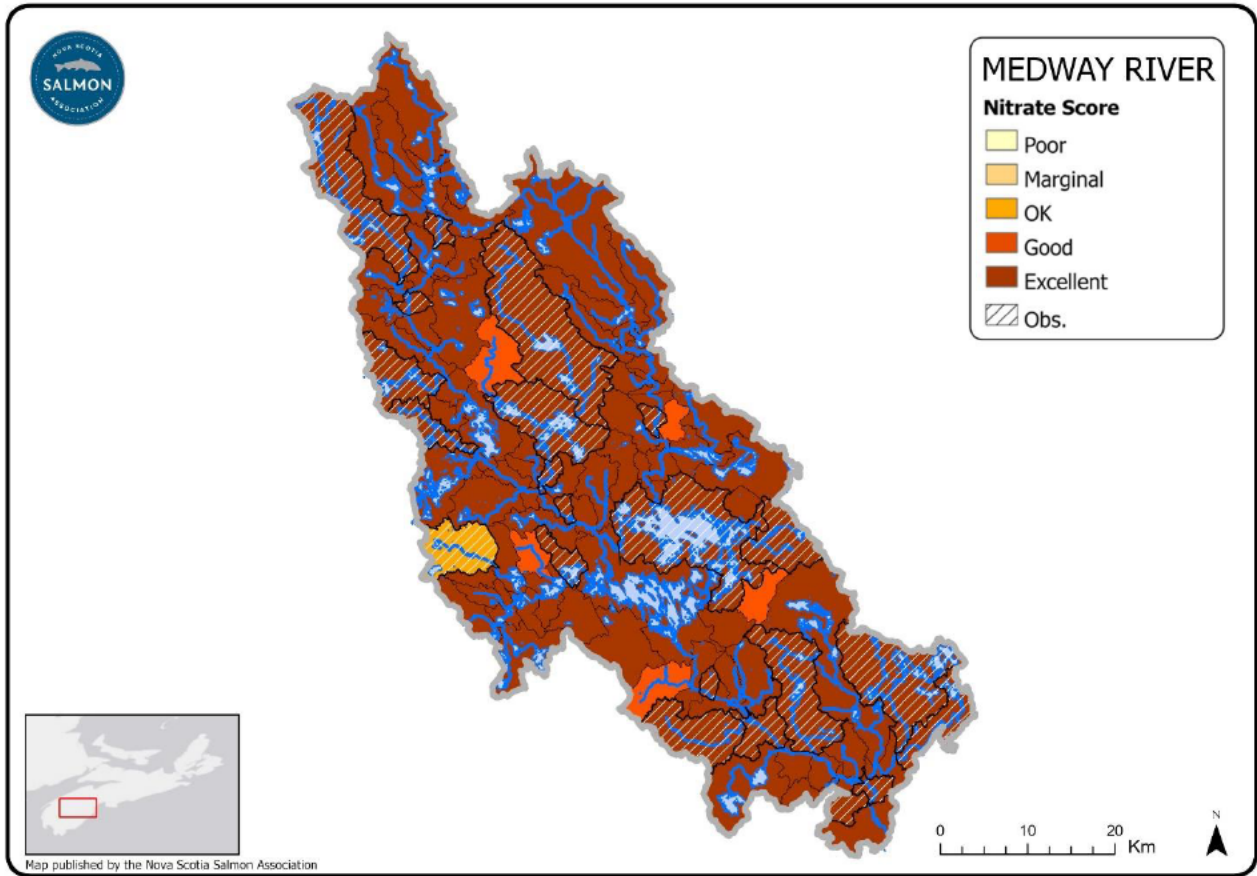 NOVA SCOTIA
SALMON
ASSOCIATION
MEDWAY RIVER
Nitrate Score
Poor
Marginal
OK
Good
Excellent
Obs.
Map published by the Nova Scotia Salmon Association
0 10 20
Km
N